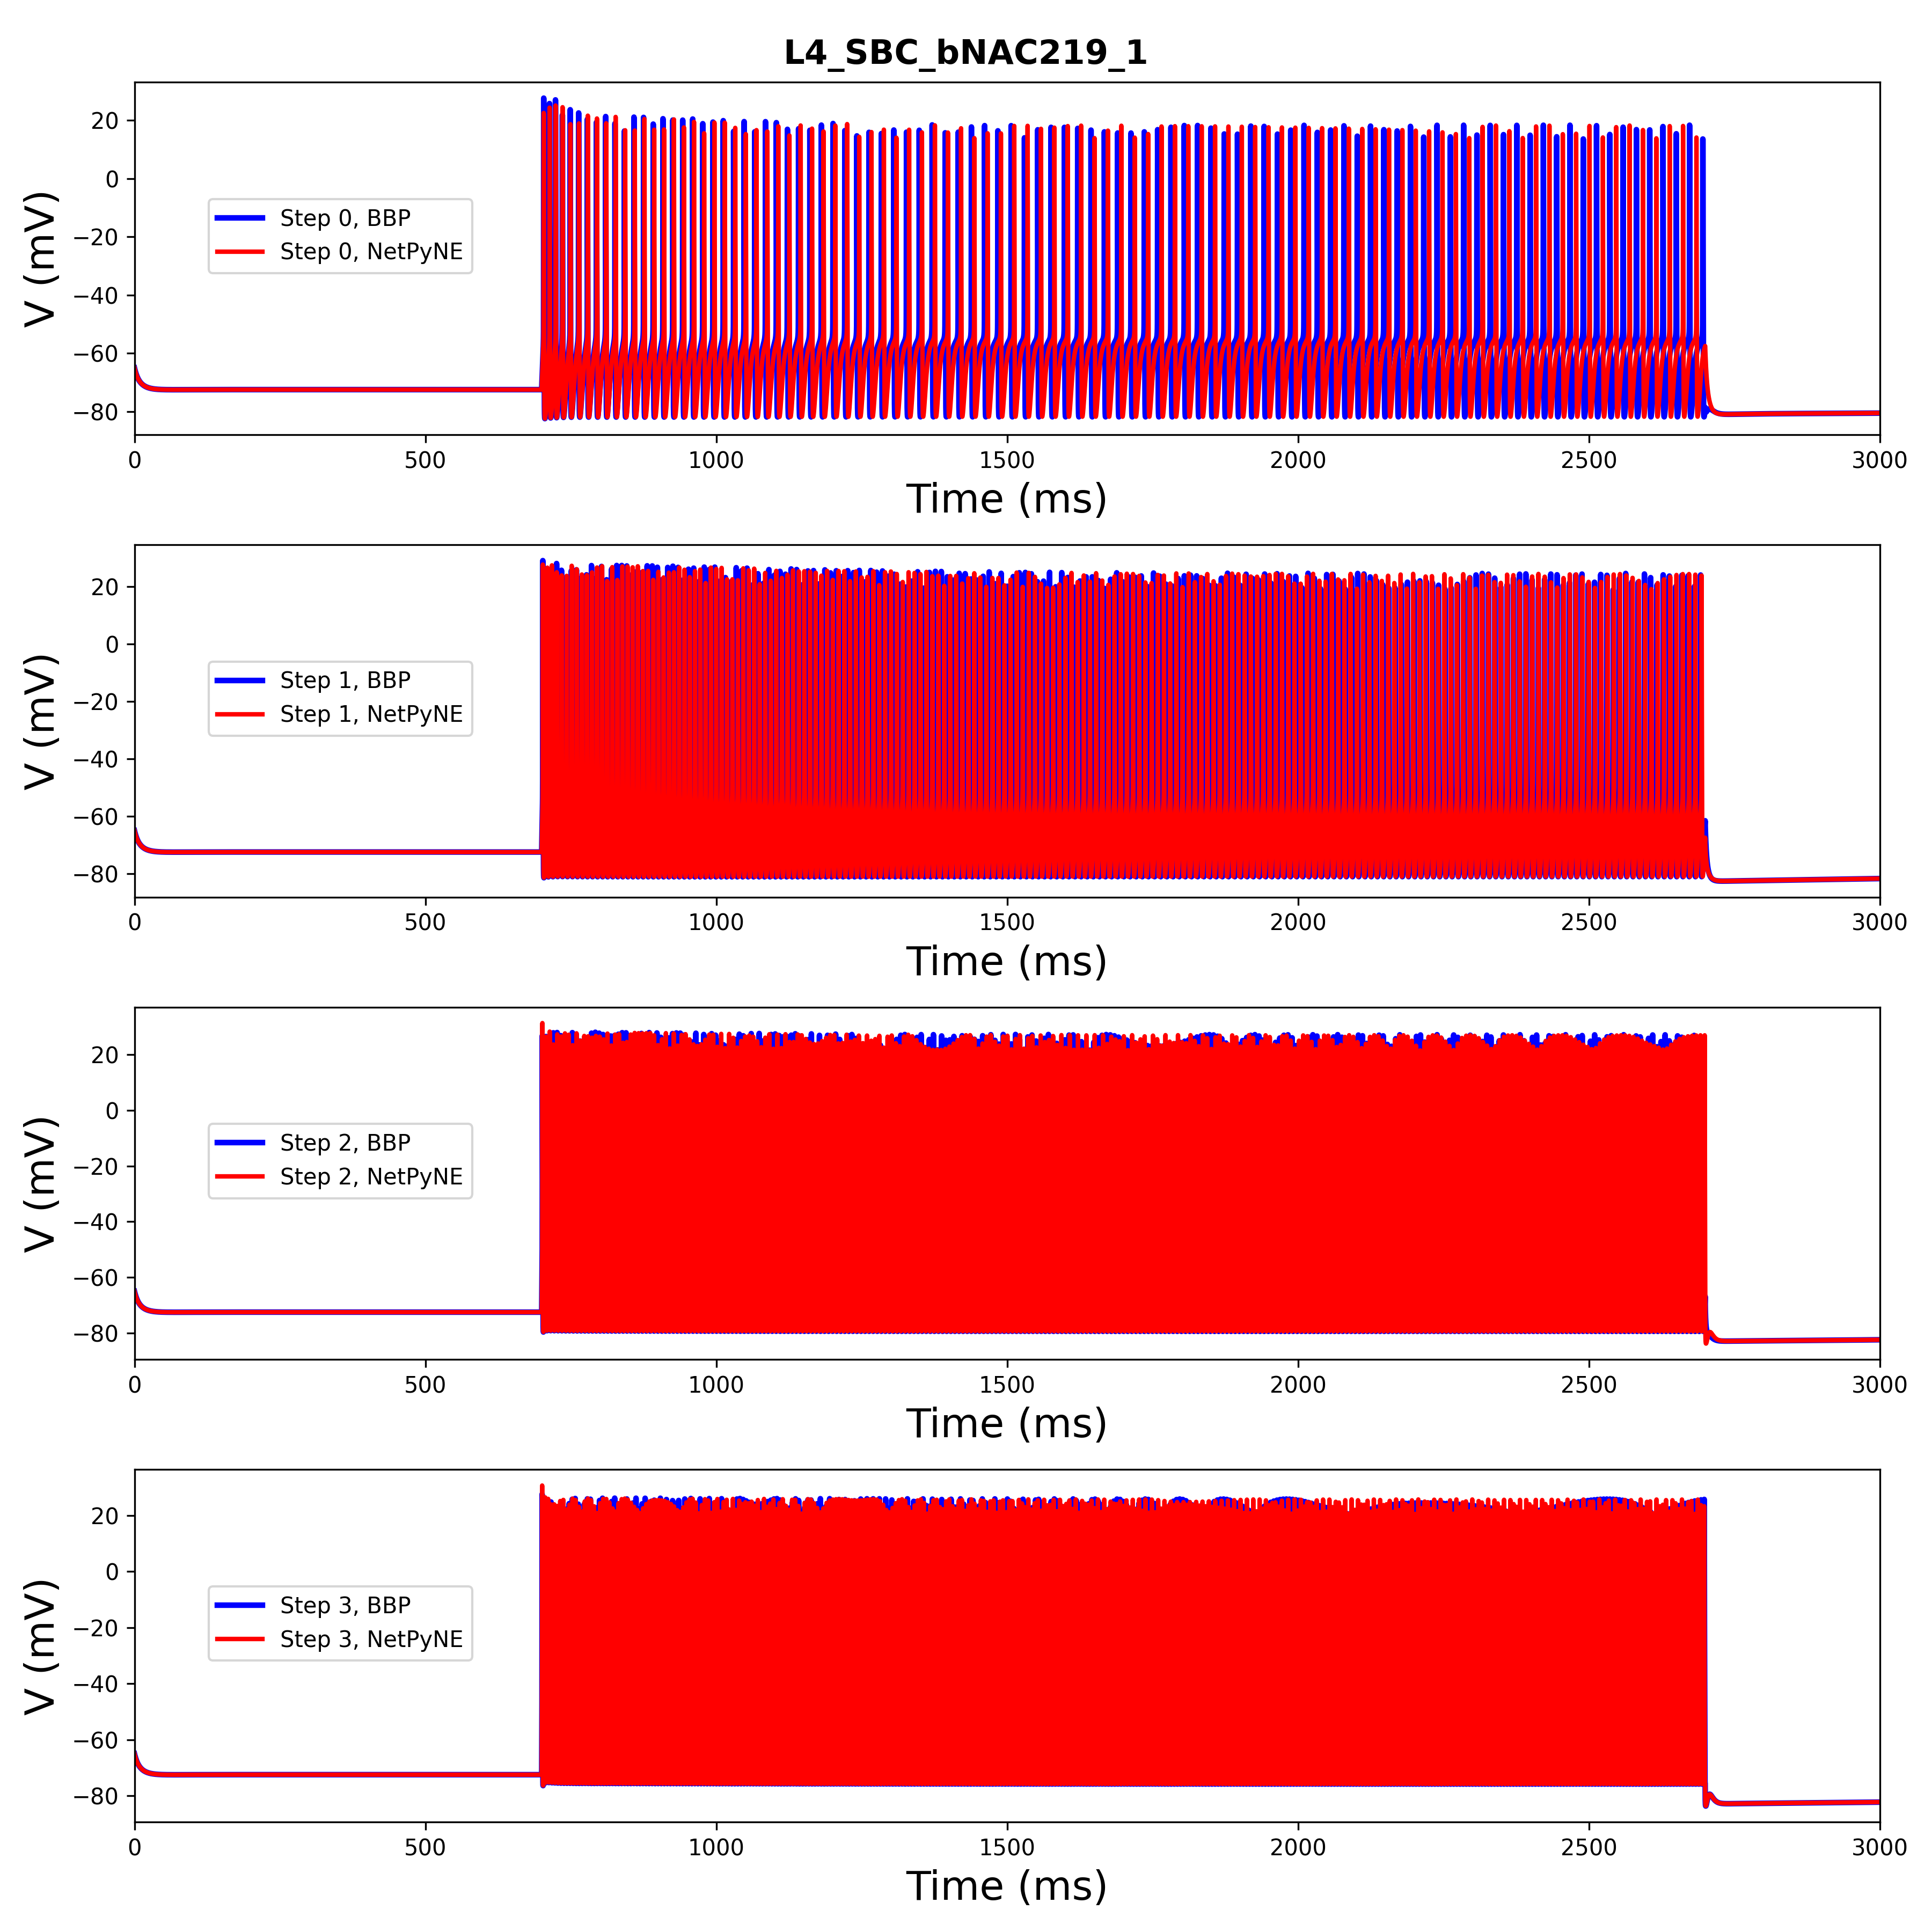 L4_SBC_bNAC219_1
20
0
−20
−40
−60
−80
V (mV)
Step 0, BBP
Step 0, NetPyNE
0 500 1000 1500 2000 2500 3000
Time (ms)
20
0
−20
−40
−60
−80
V (mV)
Step 1, BBP
Step 1, NetPyNE
0 500 1000 1500 2000 2500 3000
Time (ms)
20
0
−20
−40
−60
−80
V (mV)
Step 2, BBP
Step 2, NetPyNE
0 500 1000 1500 2000 2500 3000
Time (ms)
20
0
−20
−40
−60
−80
V (mV)
Step 3, BBP
Step 3, NetPyNE
0 500 1000 1500 2000 2500 3000
Time (ms)